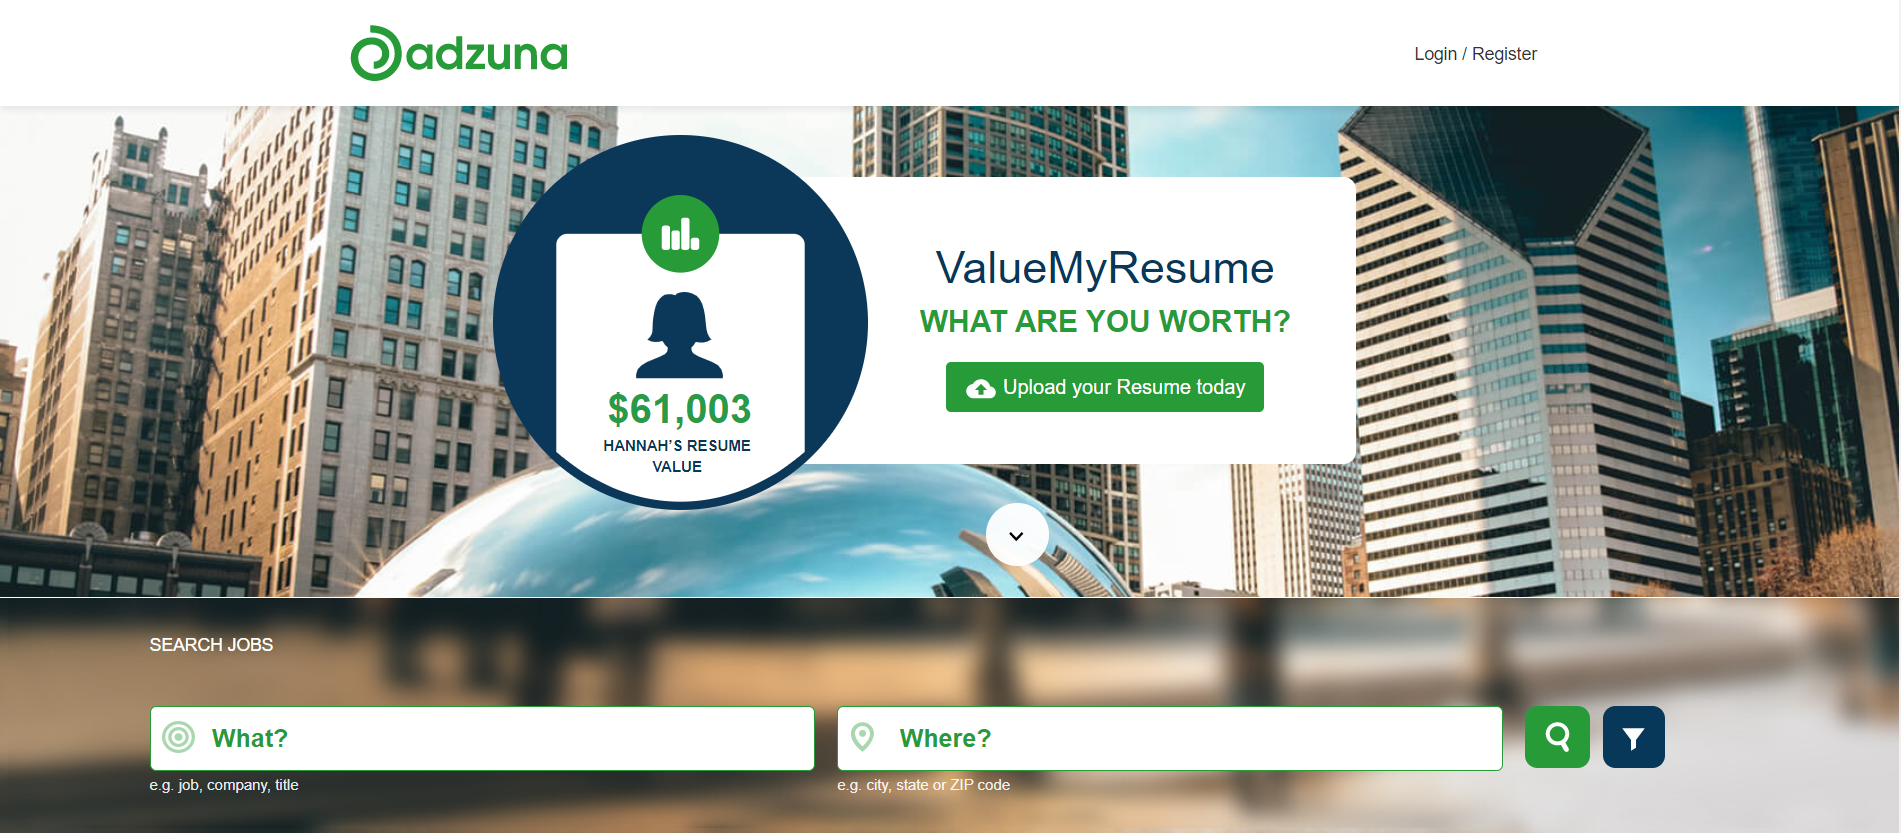 adzuna
Login / Register
ValueMyResume
WHAT ARE YOU WORTH?
Upload your Resume today
$61,003
HANNAH'S RESUME
VALUE
SEARCH JOBS
What?
Where?
e.g. job, company, title
e.g. city, state or ZIP code